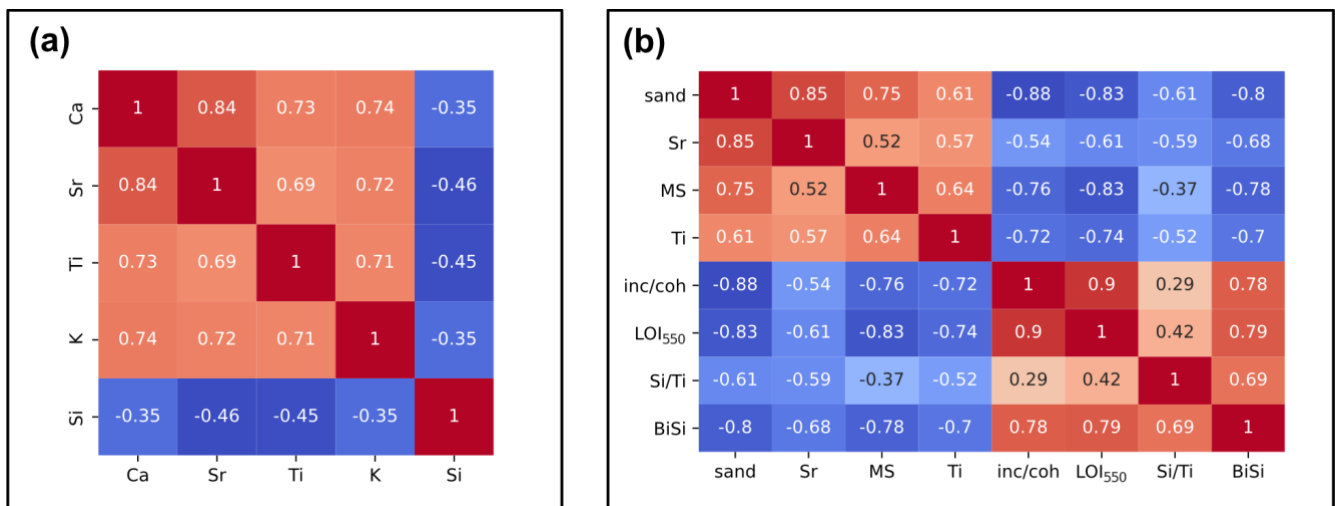 (a)
Ca 1 0.84 0.73 0.74 -0.35
Sr 0.84 1 0.69 0.72 -0.46
Ti 0.73 0.69 1 0.71 -0.45
K 0.74 0.72 0.71 1 -0.35
Si -0.35 -0.46 -0.45 -0.35 1
Ca Sr Ti K Si
(b)
sand 1 0.85 0.75 0.61 -0.88 -0.83 -0.61 -0.8
Sr 0.85 1 0.52 0.57 -0.54 -0.61 -0.59 -0.68
MS 0.75 0.52 1 0.64 -0.76 -0.83 -0.37 -0.78
Ti 0.61 0.57 0.64 1 -0.72 -0.74 -0.52 -0.7
inc/coh -0.88 -0.54 -0.76 -0.72 1 0.9 0.29 0.78
LOI₅₅₀ -0.83 -0.61 -0.83 -0.74 0.9 1 0.42 0.79
Si/Ti -0.61 -0.59 -0.37 -0.52 0.29 0.42 1 0.69
BiSi -0.8 -0.68 -0.78 -0.7 0.78 0.79 0.69 1
sand Sr MS Ti inc/coh LOI₅₅₀ Si/Ti BiSi